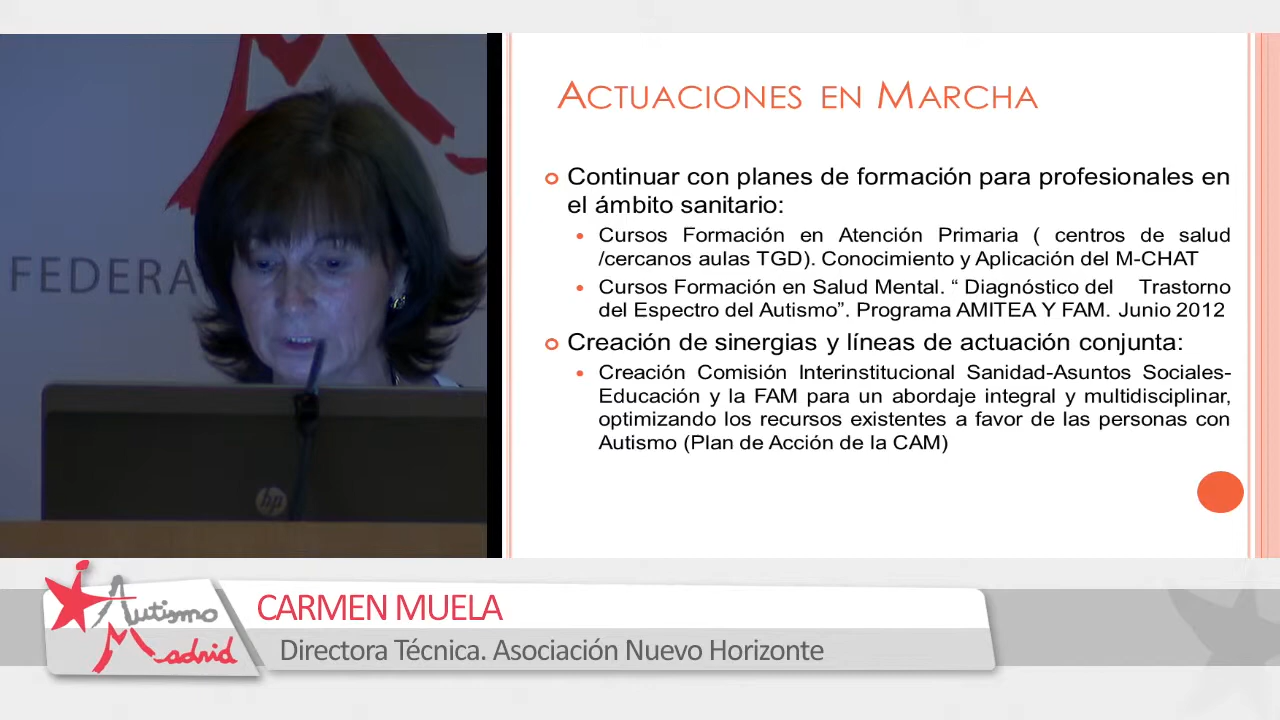 FEDERA
ACTUACIONES EN MARCHA
Continuar con planes de formación para profesionales en
el ámbito sanitario:
Cursos Formación en Atención Primaria ( centros de salud
/cercanos aulas TGD). Conocimiento y Aplicación del M-CHAT
Cursos Formación en Salud Mental. “ Diagnóstico del Trastorno
del Espectro del Autismo”. Programa AMITEA Y FAM. Junio 2012
Creación de sinergias y líneas de actuación conjunta:
Creación Comisión Interinstitucional Sanidad-Asuntos Sociales-
Educación y la FAM para un abordaje integral y multidisciplinar,
optimizando los recursos existentes a favor de las personas con
Autismo (Plan de Acción de la CAM)
hp
Autismo
Madrid
CARMEN MUELA
Directora Técnica. Asociación Nuevo Horizonte